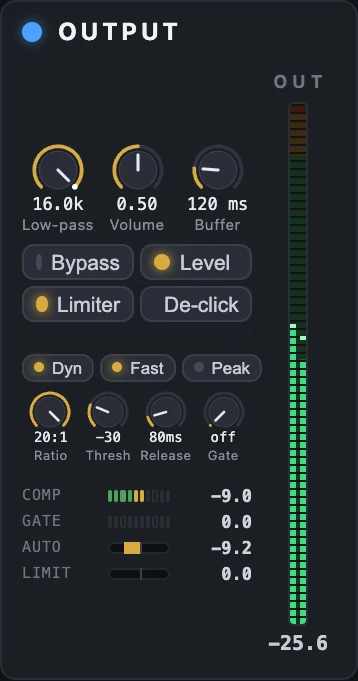 OUTPUT
OUT
16.0k 0.50 120 ms
Low-pass Volume Buffer
Bypass Level
Limiter De-click
Dyn Fast Peak
20:1 −30 80ms off
Ratio Thresh Release Gate
COMP −9.0
GATE 0.0
AUTO −9.2
LIMIT 0.0
−25.6